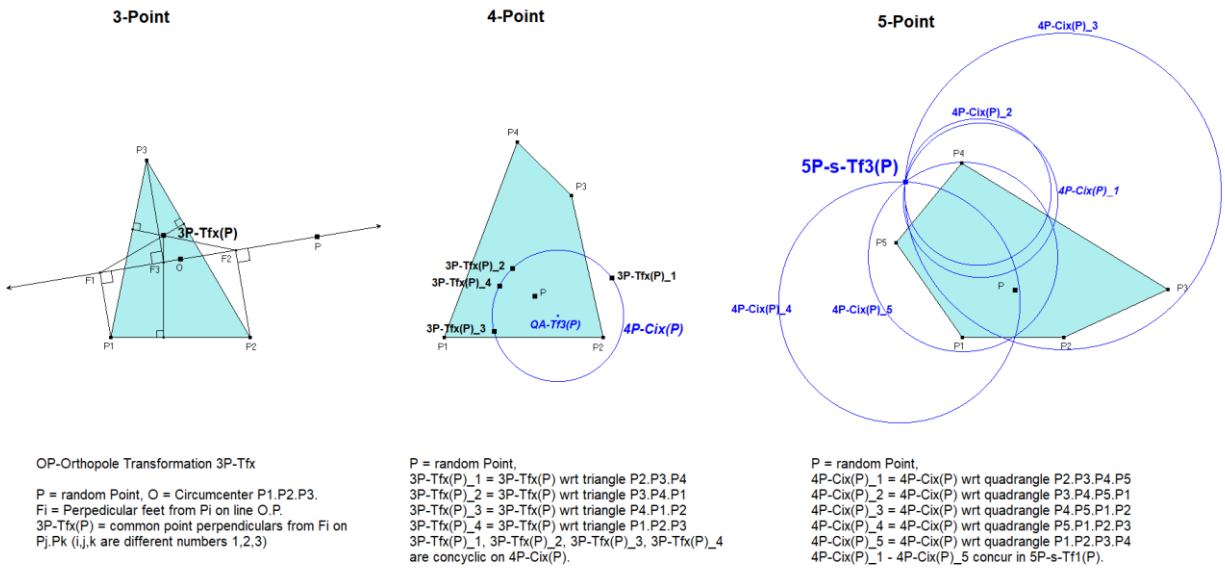 3-Point
4-Point
5-Point
P3
3P-Tfx(P)
P
F1
F3
O
F2
P1
P2
P4
P3
3P-Tfx(P)_2
3P-Tfx(P)_1
3P-Tfx(P)_4
P
QA-Tf3(P)
3P-Tfx(P)_3
4P-Cix(P)
P1
P2
4P-Cix(P)_3
4P-Cix(P)_2
5P-s-Tf3(P)
P4
4P-Cix(P)_1
P5
P
P3
4P-Cix(P)_4
4P-Cix(P)_5
P1
P2
OP-Orthopole Transformation 3P-Tfx
P = random Point, O = Circumcenter P1.P2.P3.
Fi = Perpedicular feet from Pi on line O.P.
3P-Tfx(P) = common point perpendiculars from Fi on
Pj.Pk (i,j,k are different numbers 1,2,3)
P = random Point,
3P-Tfx(P)_1 = 3P-Tfx(P) wrt triangle P2.P3.P4
3P-Tfx(P)_2 = 3P-Tfx(P) wrt triangle P3.P4.P1
3P-Tfx(P)_3 = 3P-Tfx(P) wrt triangle P4.P1.P2
3P-Tfx(P)_4 = 3P-Tfx(P) wrt triangle P1.P2.P3
3P-Tfx(P)_1, 3P-Tfx(P)_2, 3P-Tfx(P)_3, 3P-Tfx(P)_4
are concyclic on 4P-Cix(P).
P = random Point,
4P-Cix(P)_1 = 4P-Cix(P) wrt quadrangle P2.P3.P4.P5
4P-Cix(P)_2 = 4P-Cix(P) wrt quadrangle P3.P4.P5.P1
4P-Cix(P)_3 = 4P-Cix(P) wrt quadrangle P4.P5.P1.P2
4P-Cix(P)_4 = 4P-Cix(P) wrt quadrangle P5.P1.P2.P3
4P-Cix(P)_5 = 4P-Cix(P) wrt quadrangle P1.P2.P3.P4
4P-Cix(P)_1 - 4P-Cix(P)_5 concur in 5P-s-Tf1(P).